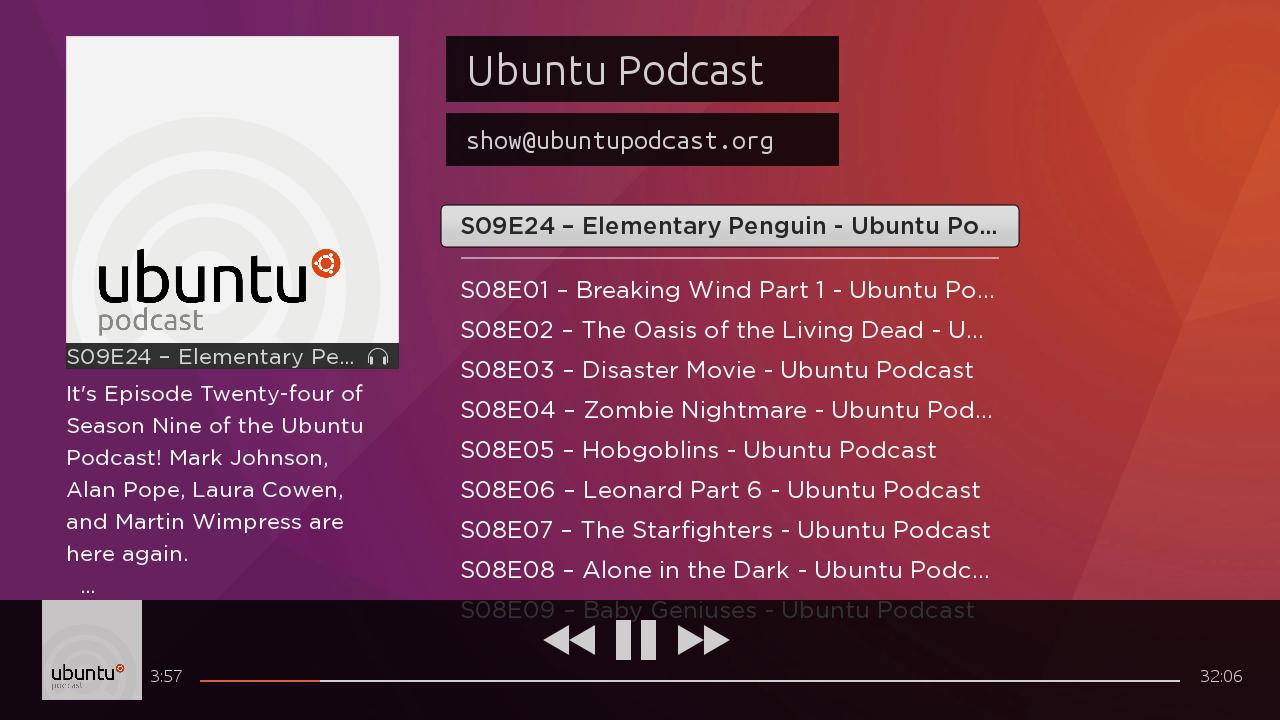 ubuntu
podcast
S09E24 – Elementary Pe...
It's Episode Twenty-four of
Season Nine of the Ubuntu
Podcast! Mark Johnson,
Alan Pope, Laura Cowen,
and Martin Wimpress are
here again.
...
Ubuntu Podcast
show@ubuntupodcast.org
S09E24 – Elementary Penguin - Ubuntu Po...
S08E01 – Breaking Wind Part 1 - Ubuntu Po...
S08E02 – The Oasis of the Living Dead - U...
S08E03 – Disaster Movie - Ubuntu Podcast
S08E04 – Zombie Nightmare - Ubuntu Pod...
S08E05 – Hobgoblins - Ubuntu Podcast
S08E06 – Leonard Part 6 - Ubuntu Podcast
S08E07 – The Starfighters - Ubuntu Podcast
S08E08 – Alone in the Dark - Ubuntu Podc...
S08E09 – Baby Geniuses - Ubuntu Podcast
ubuntu
podcast
3:57
32:06